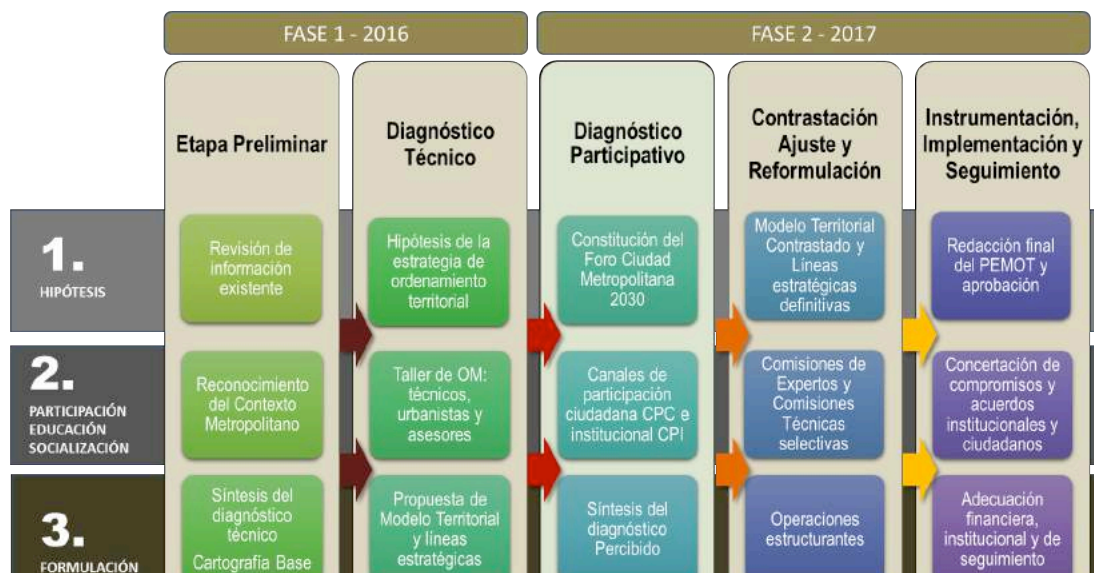 FASE 1 - 2016
FASE 2 - 2017
Etapa Preliminar
Diagnóstico
Técnico
Diagnóstico
Participativo
Contrastación
Ajuste y
Reformulación
Instrumentación,
Implementación y
Seguimiento
1.
HIPÓTESIS
Revisión de
información
existente
Hipótesis de la
estrategia de
ordenamiento
territorial
Constitución del
Foro Ciudad
Metropolitana
2030
Modelo Territorial
Contrastado y
Líneas
estratégicas
definitivas
Redacción final
del PEMOT y
aprobación
2.
PARTICIPACIÓN
EDUCACIÓN
SOCIALIZACIÓN
Reconocimiento
del Contexto
Metropolitano
Taller de OM:
técnicos,
urbanistas y
asesores
Canales de
participación
ciudadana CPC e
institucional CPI
Comisiones de
Expertos y
Comisiones
Técnicas
selectivas
Concertación de
compromisos y
acuerdos
institucionales y
ciudadanos
3.
FORMULACIÓN
Síntesis del
diagnóstico
técnico
Cartografía Base
Propuesta de
Modelo Territorial
y líneas
estratégicas
Síntesis del
diagnóstico
Percibido
Operaciones
estructurantes
Adecuación
financiera,
institucional y de
seguimiento